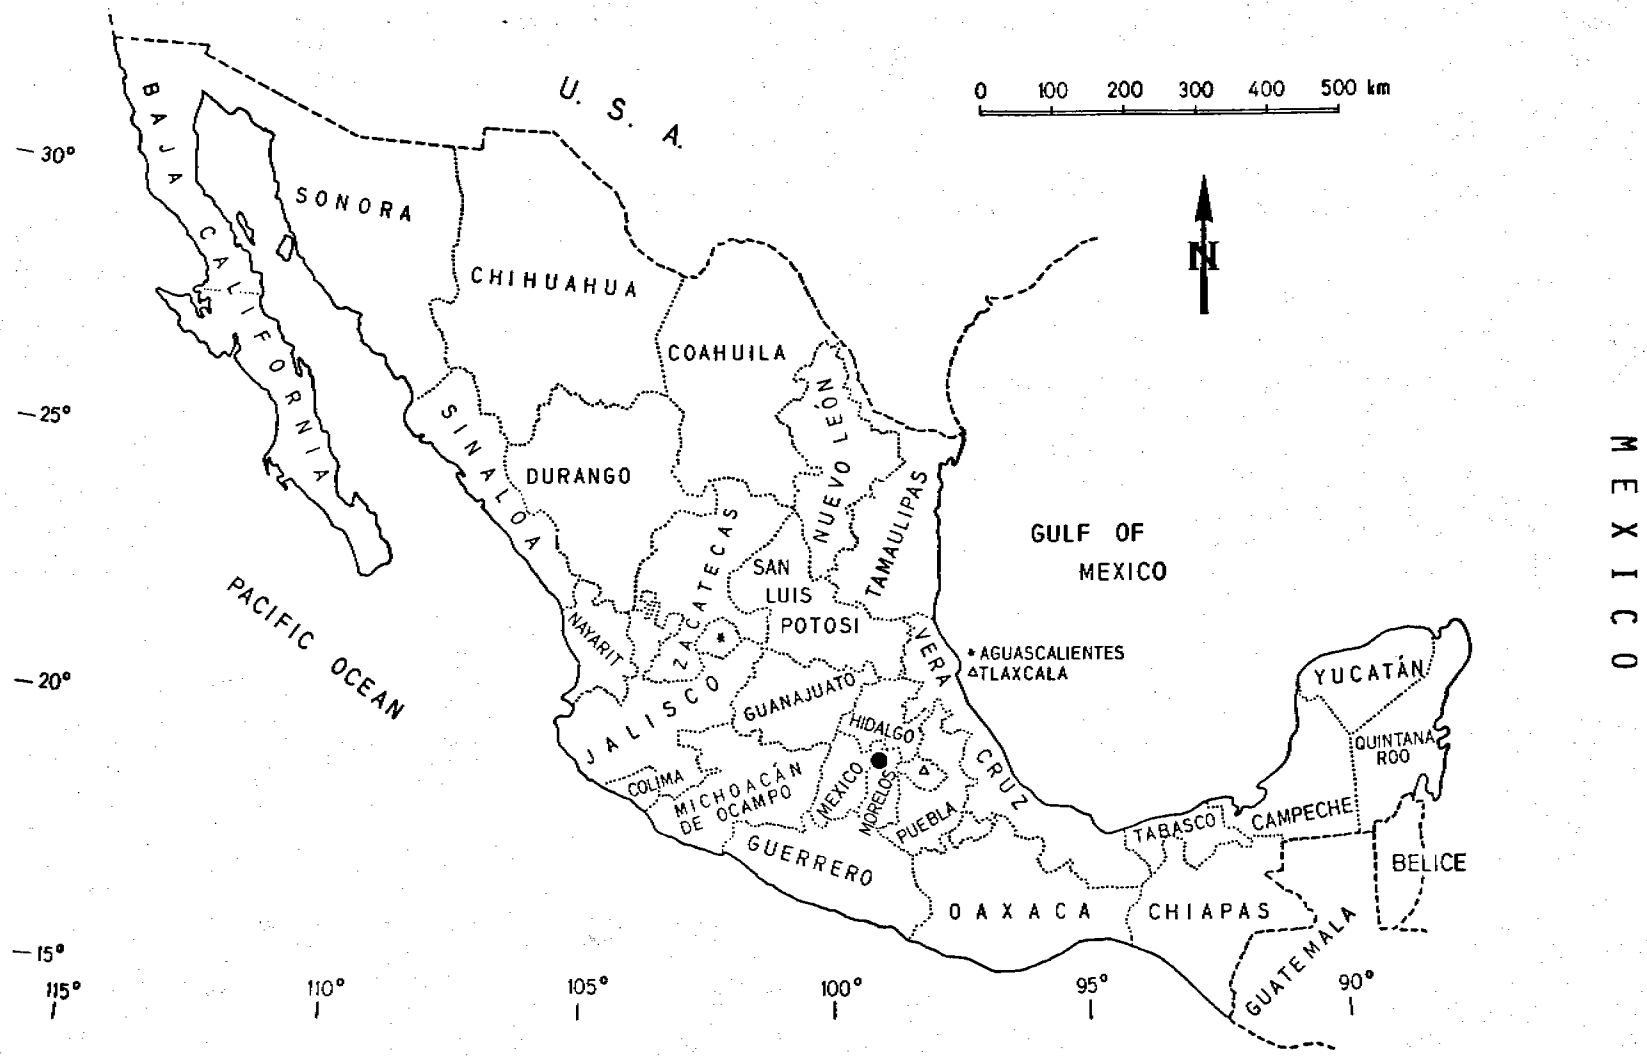 U. S. A.
0 100 200 300 400 500 km
N
—30°
—25°
—20°
—15°
115° 110° 105° 100° 95° 90°
BAJA CALIFORNIA
SONORA
CHIHUAHUA
COAHUILA
SINALÓA
DURANGO
NUEVO LEÓN
TAMAULIPAS
ZACATECAS
SAN
LUIS
POTOSI
NAYARIT
*
JALISCO
GUANAJUATO
HIDALGO
VERA CRUZ
COLIMA
MICHOACÁN
DE OCAMPO
MEXICO
MORELOS
△
PUEBLA
GUERRERO
OAXACA
CHIAPAS
TABASCO
CAMPECHE
YUCATÁN
QUINTANA
ROO
BELICE
GUATEMALA
PACIFIC OCEAN
GULF OF
MEXICO
* AGUASCALIENTES
△TLAXCALA
MEXICO